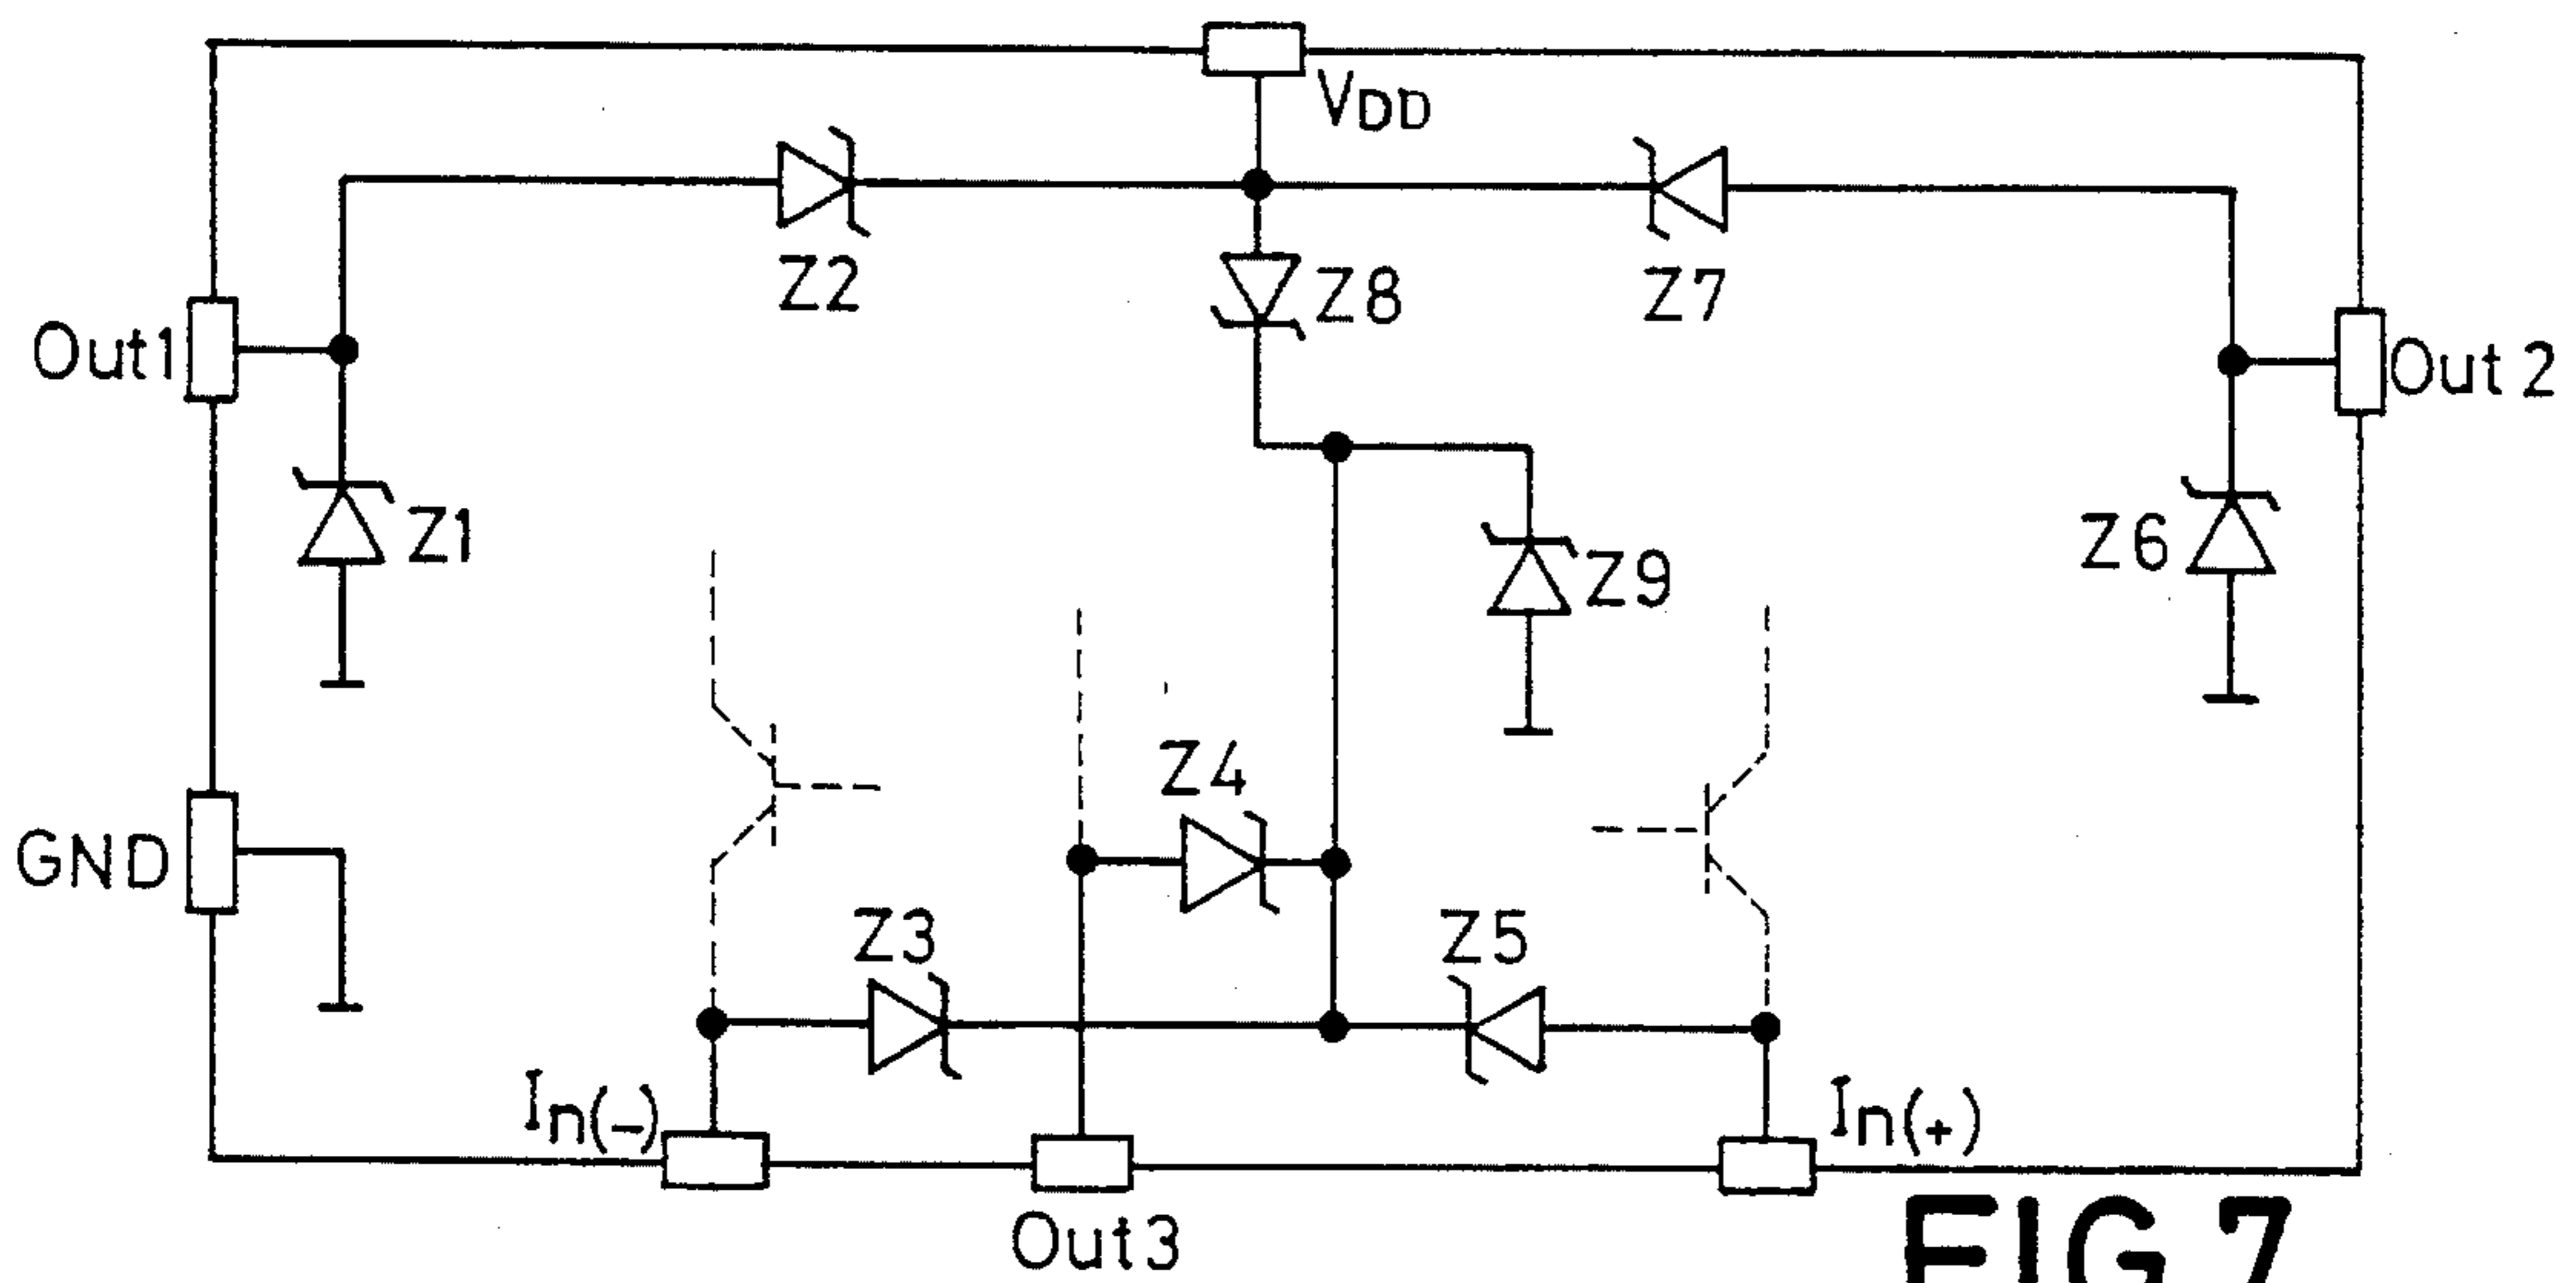 VDD
Z2
Z8
Z7
Out1
Out 2
Z1
Z9
Z6
Z4
GND
Z3
Z5
In(-)
In(+)
Out3
FIG.7